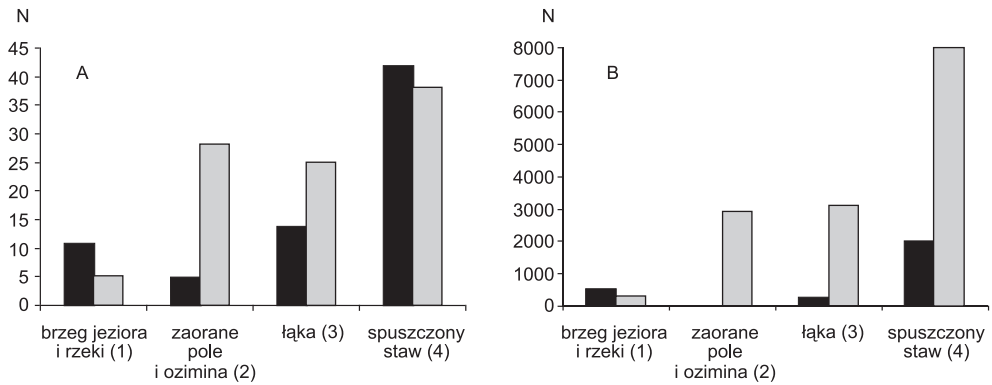 N
45
40
35
30
25
20
15
10
5
0
A
brzeg jeziora
i rzeki (1)
zaorane
pole
i ozimina (2)
łąka (3)
spuszczony
staw (4)
N
8000
7000
6000
5000
4000
3000
2000
1000
0
B
brzeg jeziora
i rzeki (1)
zaorane
pole
i ozimina (2)
łąka (3)
spuszczony
staw (4)